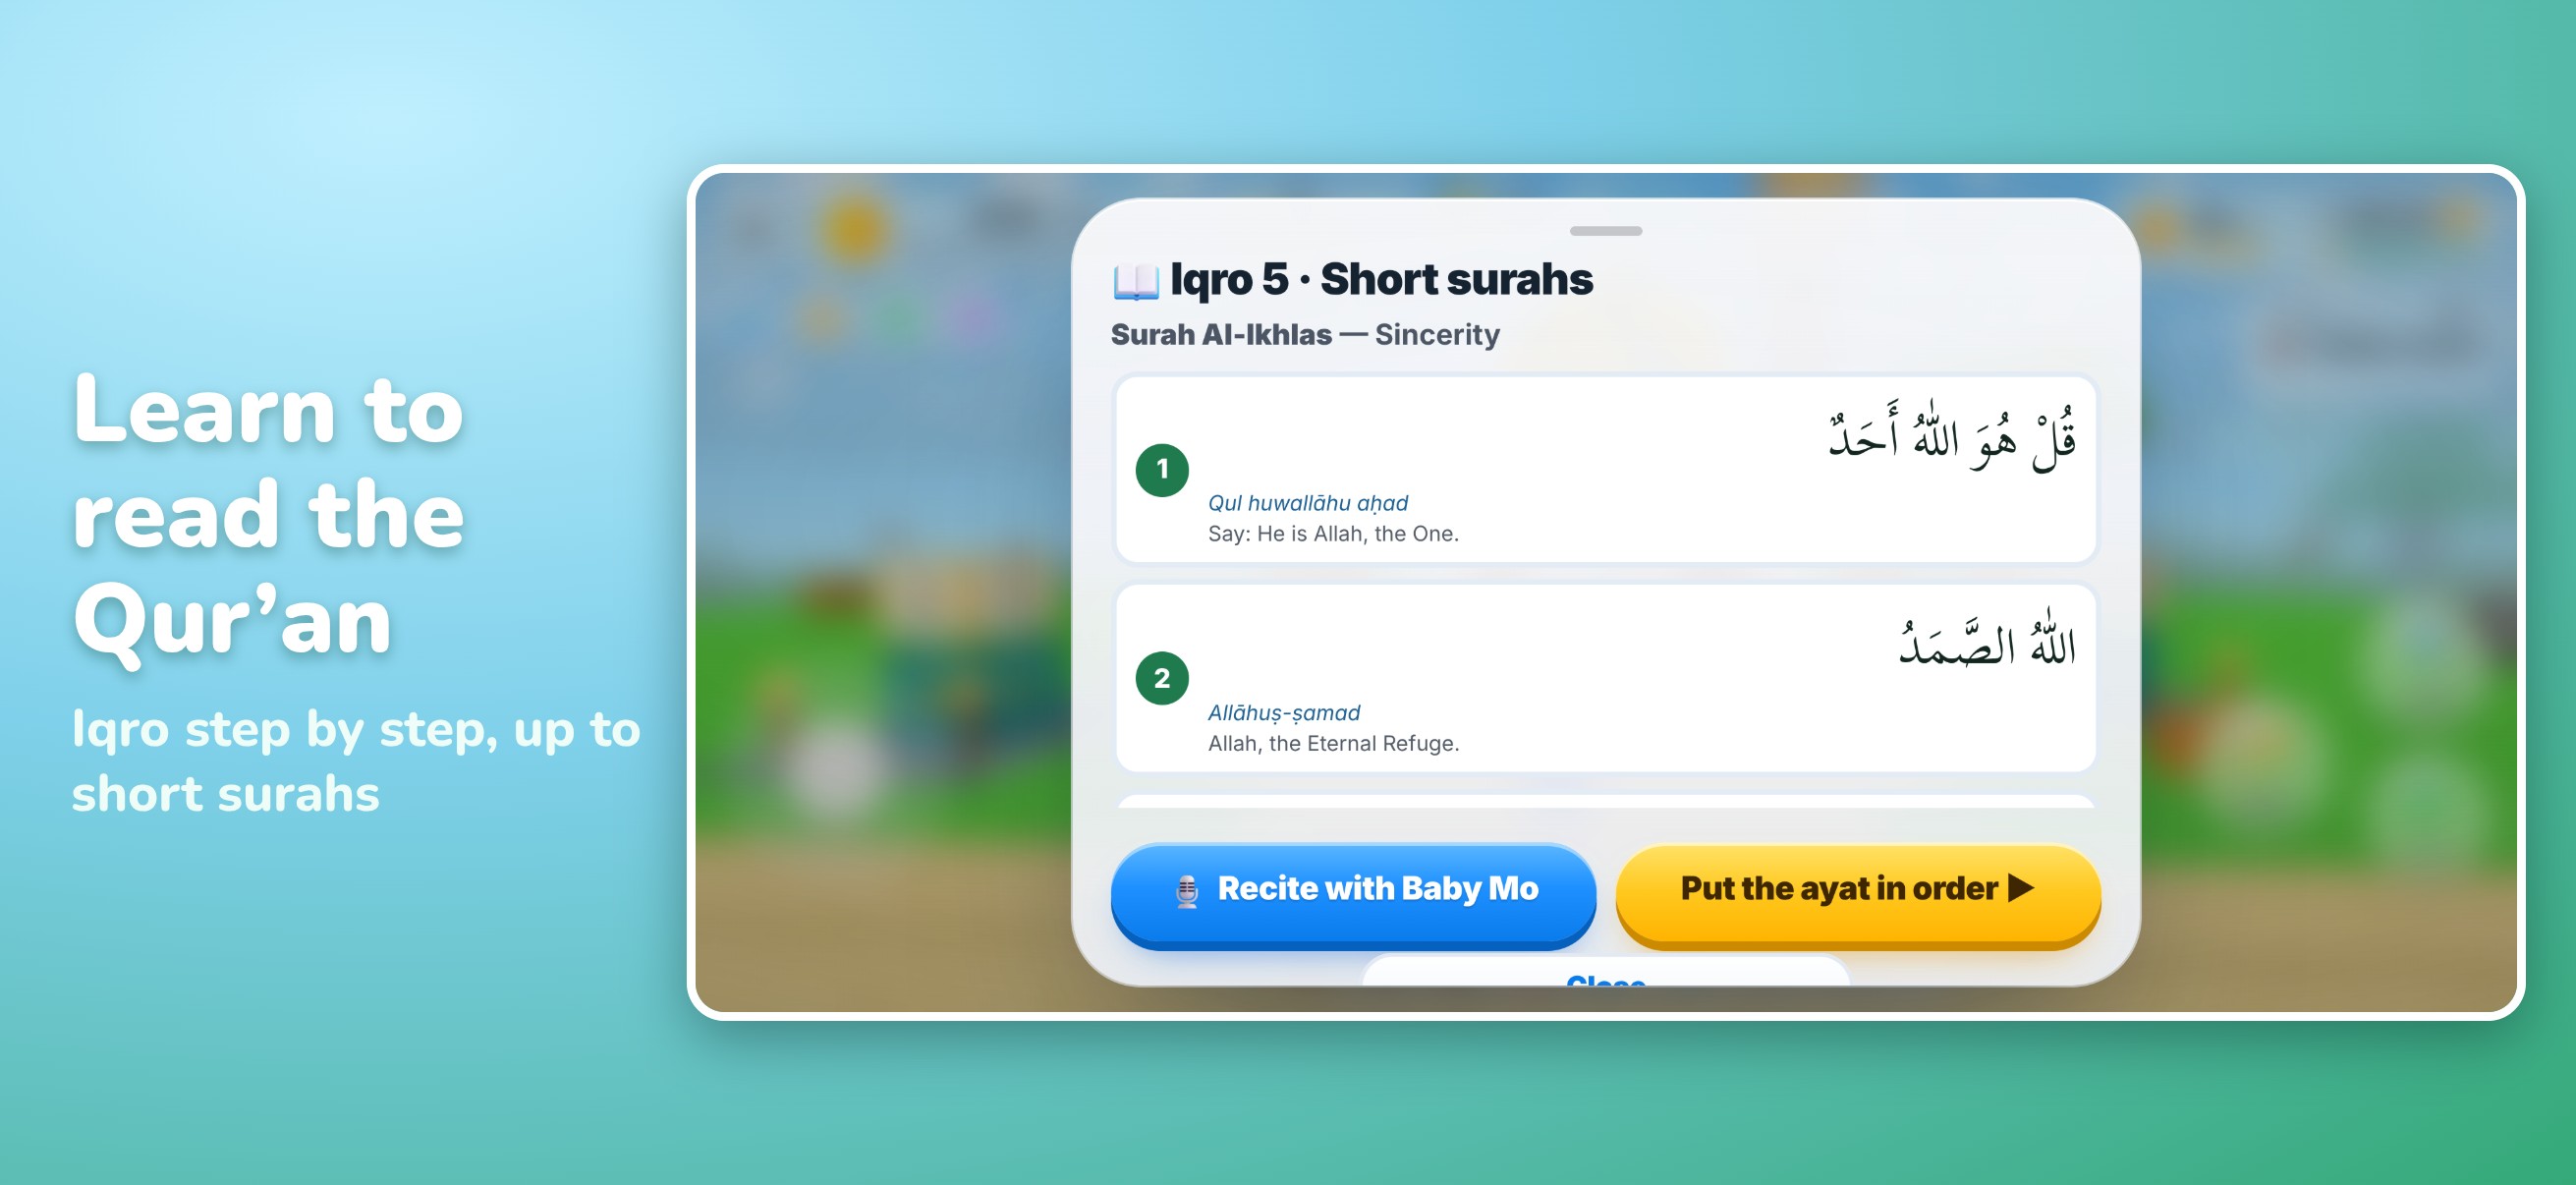 Learn to
read the
Qur’an
Iqro step by step, up to
short surahs
📖 Iqro 5 · Short surahs
Surah Al-Ikhlas — Sincerity
1
قُلْ هُوَ اللّٰهُ أَحَدٌ
Qul huwallāhu aḥad
Say: He is Allah, the One.
2
اللّٰهُ الصَّمَدُ
Allāhuṣ-ṣamad
Allah, the Eternal Refuge.
🎙️ Recite with Baby Mo
Put the ayat in order ▶
Close